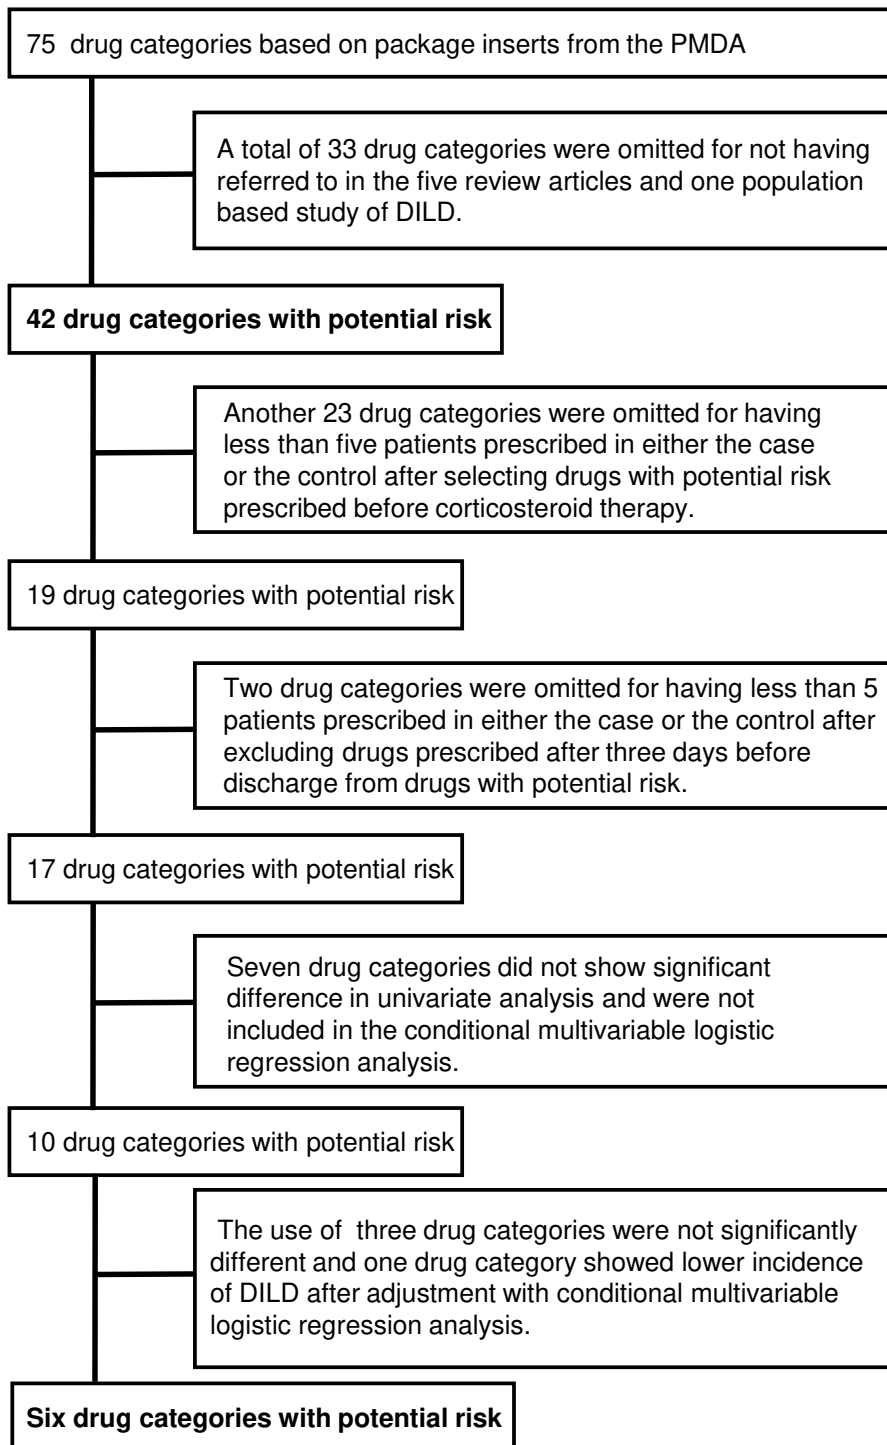 75 drug categories based on package inserts from the PMDA
A total of 33 drug categories were omitted for not having
referred to in the five review articles and one population
based study of DILD.
42 drug categories with potential risk
Another 23 drug categories were omitted for having
less than five patients prescribed in either the case
or the control after selecting drugs with potential risk
prescribed before corticosteroid therapy.
19 drug categories with potential risk
Two drug categories were omitted for having less than 5
patients prescribed in either the case or the control after
excluding drugs prescribed after three days before
discharge from drugs with potential risk.
17 drug categories with potential risk
Seven drug categories did not show significant
difference in univariate analysis and were not
included in the conditional multivariable logistic
regression analysis.
10 drug categories with potential risk
The use of three drug categories were not significantly
different and one drug category showed lower incidence
of DILD after adjustment with conditional multivariable
logistic regression analysis.
Six drug categories with potential risk